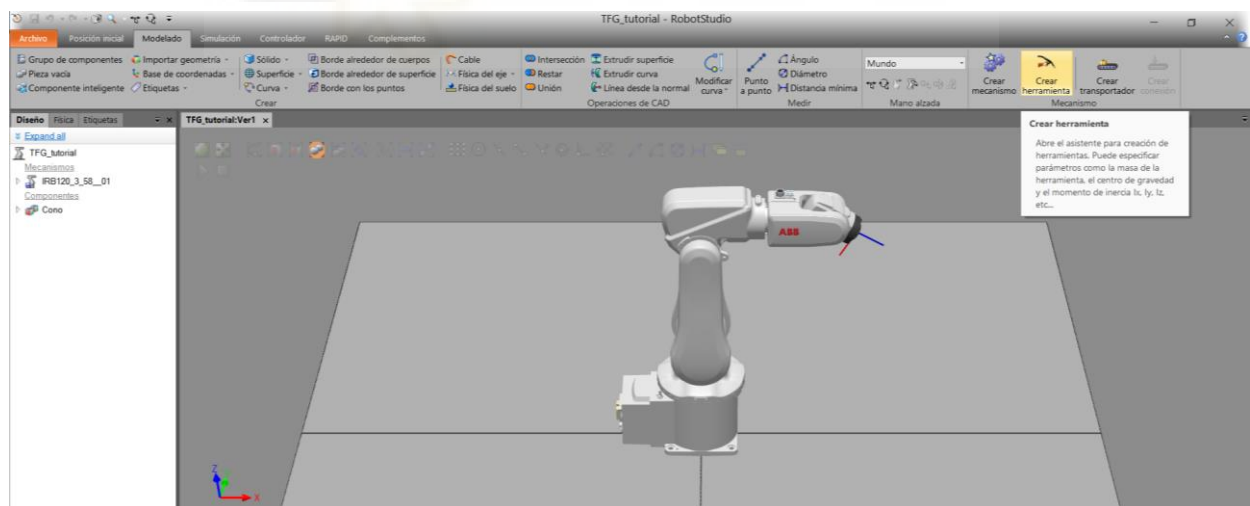 TFG_tutorial - RobotStudio
Archivo Posición inicial Modelado Simulación Controlador RAPID Complementos
Grupo de componentes Importar geometría Sólido Borde alrededor de cuerpos Cable Intersección Extrudir superficie Ángulo Mundo
Pieza vacía Base de coordenadas Superficie Borde alrededor de superficie Física del eje Restar Extrudir curva Modificar curva Punto a punto Diámetro Crear mecanismo Crear herramienta Crear transportador Crear conexión
Componente inteligente Etiquetas Curva Borde con los puntos Física del suelo Unión Línea desde la normal Distancia mínima
Crear Operaciones de CAD Medir Mano alzada Mecanismo
Diseño Física Etiquetas TFG_tutorial:Ver1
Expand all
TFG_tutorial
Mecanismos
IRB120_3_58__01
Componentes
Cono
Crear herramienta
Abre el asistente para creación de
herramientas. Puede especificar
parámetros como la masa de la
herramienta, el centro de gravedad
y el momento de inercia Ix, Iy, Iz,
etc...
ABB
Z
X